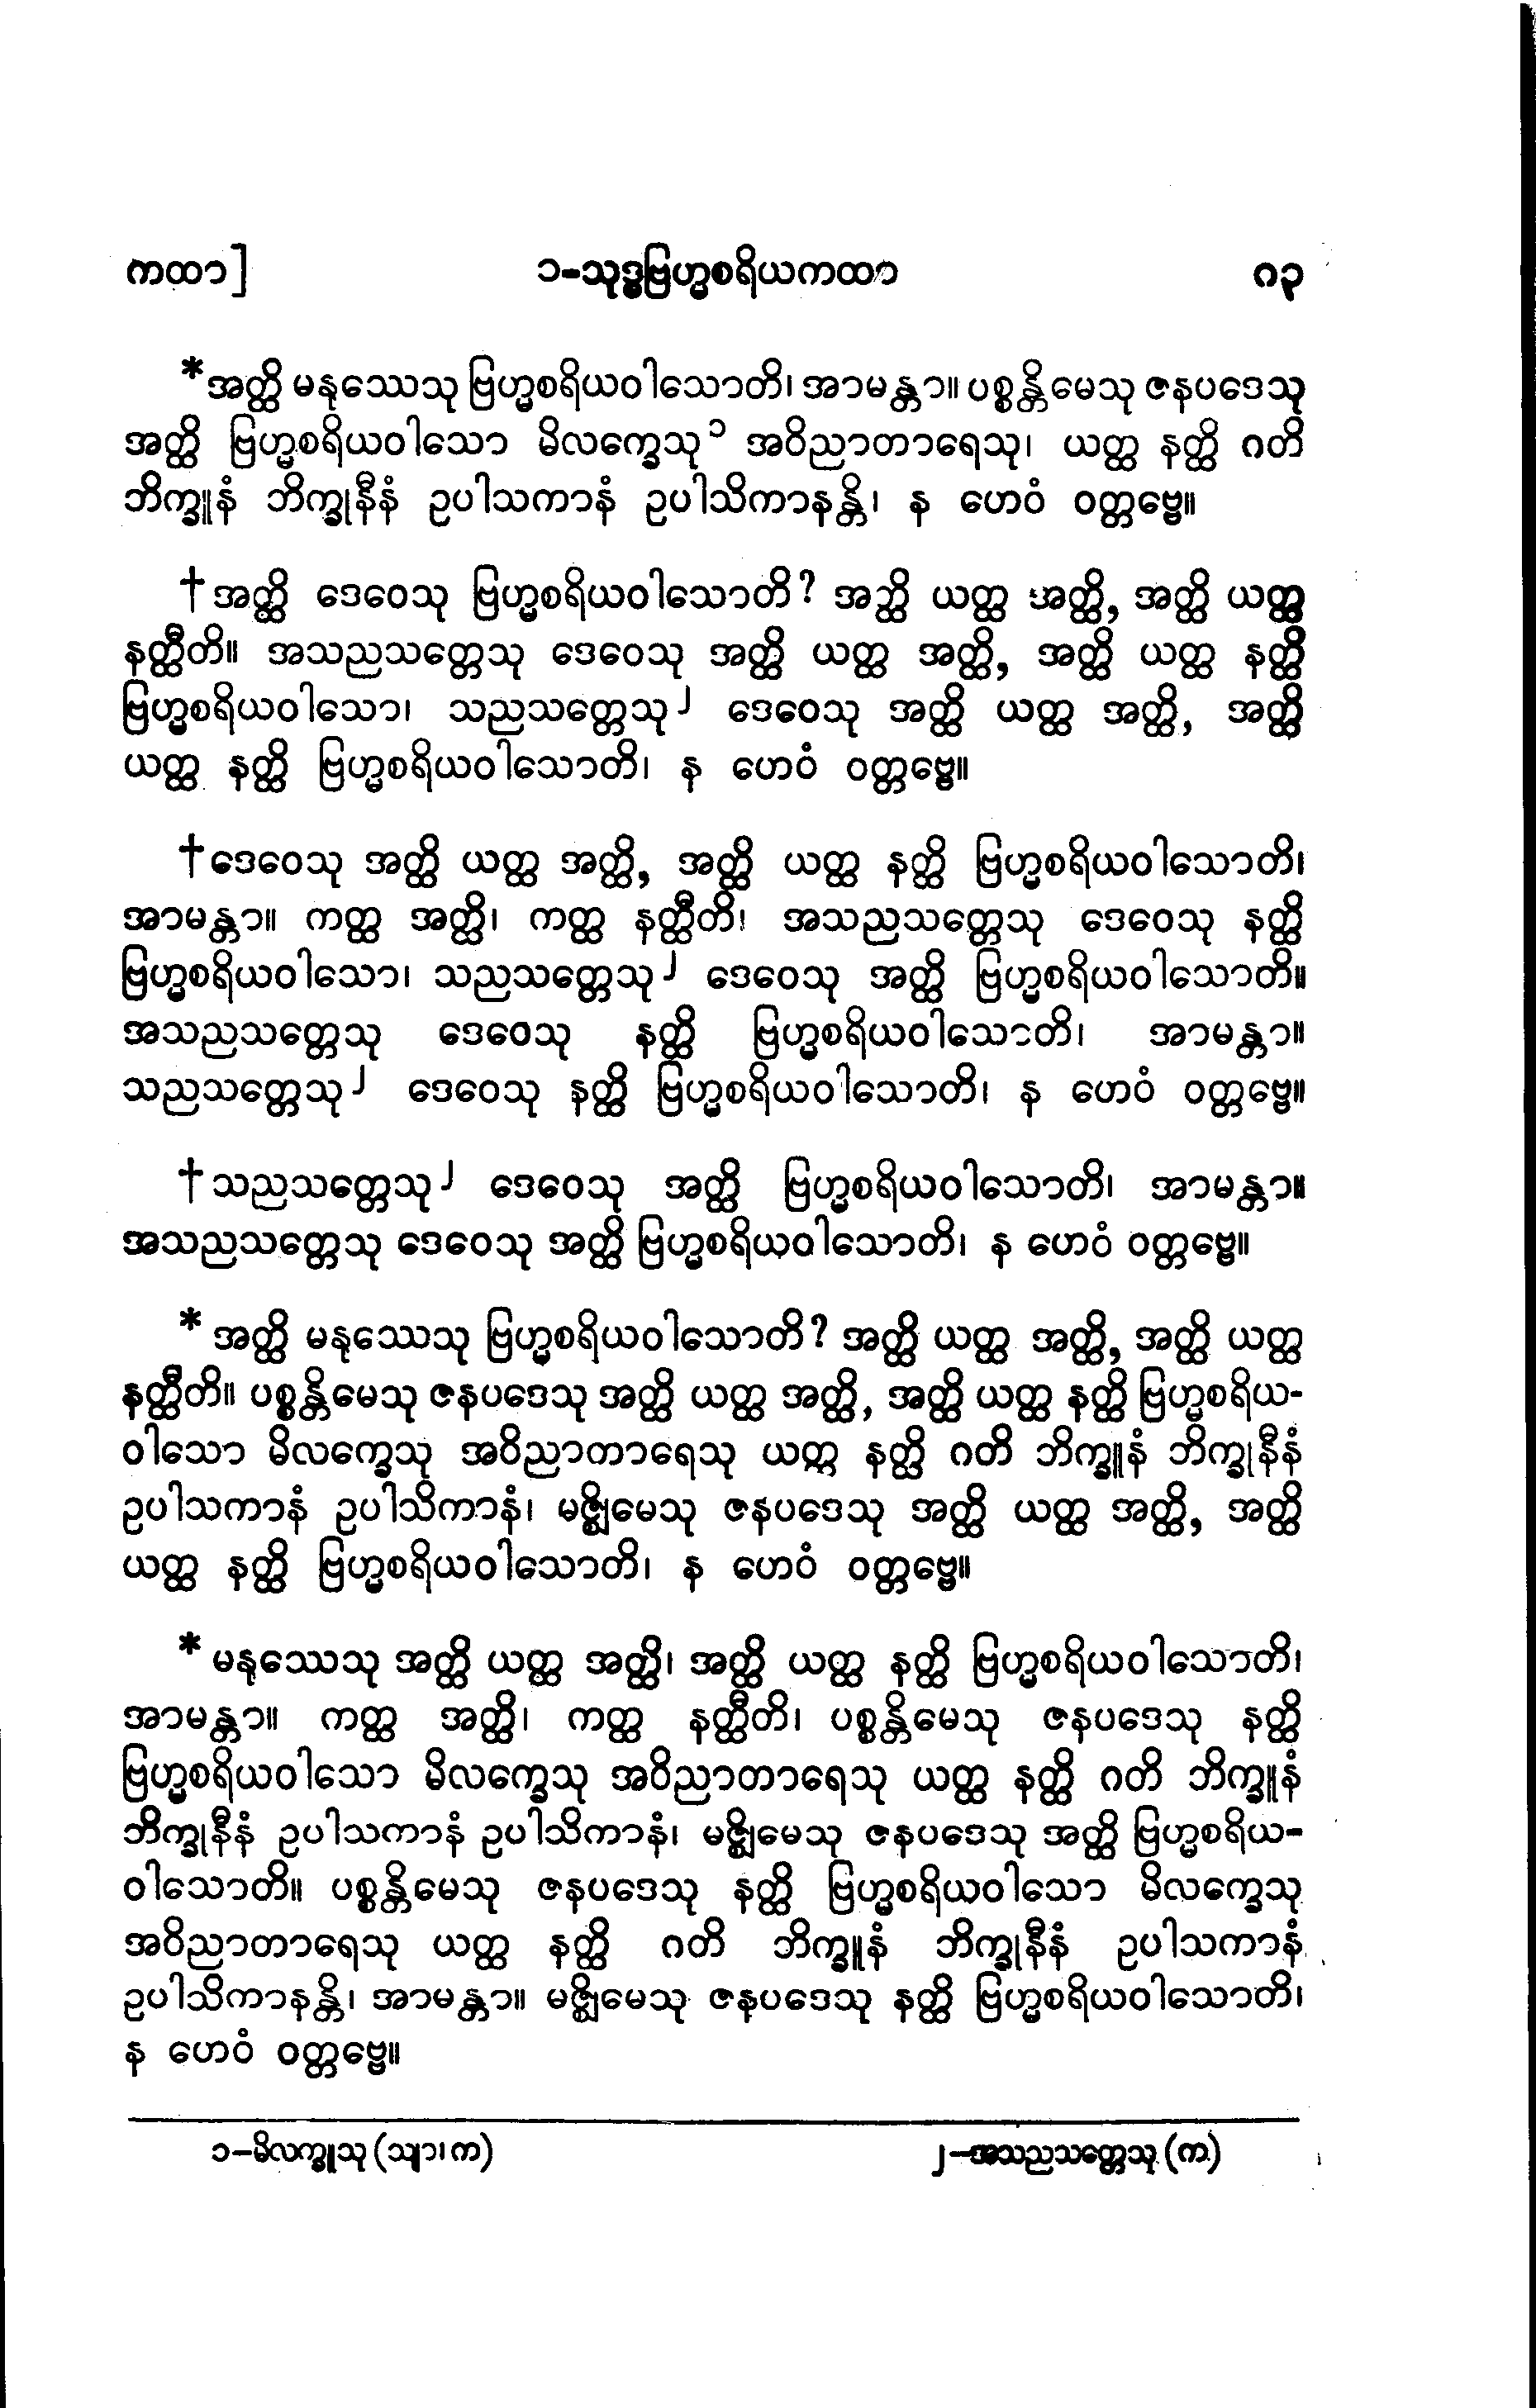 ကထာ] ၁-သုဒ္ဓဗြဟ္မစရိယကထာ ၈၃
*အတ္ထိ မနုဿေသု ဗြဟ္မစရိယဝါသောတိ၊ အာမန္တာ။ ပစ္စန္တိမေသု ဇနပဒေသု
အတ္ထိ ဗြဟ္မစရိယဝါသော မိလက္ခေသု၁ အဝိညာတာရေသု၊ ယတ္ထ နတ္ထိ ဂတိ
ဘိက္ခူနံ ဘိက္ခုနီနံ ဥပါသကာနံ ဥပါသိကာနန္တိ၊ န ဟေဝံ ဝတ္တဗ္ဗေ။
†အတ္ထိ ဒေဝေသု ဗြဟ္မစရိယဝါသောတိ? အတ္ထိ ယတ္ထ အတ္ထိ, အတ္ထိ ယတ္ထ
နတ္ထီတိ။ အသညသတ္တေသု ဒေဝေသု အတ္ထိ ယတ္ထ အတ္ထိ, အတ္ထိ ယတ္ထ နတ္ထိ
ဗြဟ္မစရိယဝါသော၊ သညသတ္တေသု၂ ဒေဝေသု အတ္ထိ ယတ္ထ အတ္ထိ, အတ္ထိ
ယတ္ထ နတ္ထိ ဗြဟ္မစရိယဝါသောတိ၊ န ဟေဝံ ဝတ္တဗ္ဗေ။
†ဒေဝေသု အတ္ထိ ယတ္ထ အတ္ထိ, အတ္ထိ ယတ္ထ နတ္ထိ ဗြဟ္မစရိယဝါသောတိ၊
အာမန္တာ။ ကတ္ထ အတ္ထိ၊ ကတ္ထ နတ္ထီတိ၊ အသညသတ္တေသု ဒေဝေသု နတ္ထိ
ဗြဟ္မစရိယဝါသော၊ သညသတ္တေသု၂ ဒေဝေသု အတ္ထိ ဗြဟ္မစရိယဝါသောတိ။
အသညသတ္တေသု ဒေဝေသု နတ္ထိ ဗြဟ္မစရိယဝါသောတိ၊ အာမန္တာ။
သညသတ္တေသု၂ ဒေဝေသု နတ္ထိ ဗြဟ္မစရိယဝါသောတိ၊ န ဟေဝံ ဝတ္တဗ္ဗေ။
†သညသတ္တေသု၂ ဒေဝေသု အတ္ထိ ဗြဟ္မစရိယဝါသောတိ၊ အာမန္တာ။
အသညသတ္တေသု ဒေဝေသု အတ္ထိ ဗြဟ္မစရိယဝါသောတိ၊ န ဟေဝံ ဝတ္တဗ္ဗေ။
* အတ္ထိ မနုဿေသု ဗြဟ္မစရိယဝါသောတိ? အတ္ထိ ယတ္ထ အတ္ထိ, အတ္ထိ ယတ္ထ
နတ္ထီတိ။ ပစ္စန္တိမေသု ဇနပဒေသု အတ္ထိ ယတ္ထ အတ္ထိ, အတ္ထိ ယတ္ထ နတ္ထိ ဗြဟ္မစရိယ-
ဝါသော မိလက္ခေသု အဝိညာတာရေသု ယတ္ထ နတ္ထိ ဂတိ ဘိက္ခူနံ ဘိက္ခုနီနံ
ဥပါသကာနံ ဥပါသိကာနံ၊ မဇ္ဈိမေသု ဇနပဒေသု အတ္ထိ ယတ္ထ အတ္ထိ, အတ္ထိ
ယတ္ထ နတ္ထိ ဗြဟ္မစရိယဝါသောတိ၊ န ဟေဝံ ဝတ္တဗ္ဗေ။
* မနုဿေသု အတ္ထိ ယတ္ထ အတ္ထိ၊ အတ္ထိ ယတ္ထ နတ္ထိ ဗြဟ္မစရိယဝါသောတိ၊
အာမန္တာ။ ကတ္ထ အတ္ထိ၊ ကတ္ထ နတ္ထီတိ၊ ပစ္စန္တိမေသု ဇနပဒေသု နတ္ထိ
ဗြဟ္မစရိယဝါသော မိလက္ခေသု အဝိညာတာရေသု ယတ္ထ နတ္ထိ ဂတိ ဘိက္ခူနံ
ဘိက္ခုနီနံ ဥပါသကာနံ ဥပါသိကာနံ၊ မဇ္ဈိမေသု ဇနပဒေသု အတ္ထိ ဗြဟ္မစရိယ-
ဝါသောတိ။ ပစ္စန္တိမေသု ဇနပဒေသု နတ္ထိ ဗြဟ္မစရိယဝါသော မိလက္ခေသု
အဝိညာတာရေသု ယတ္ထ နတ္ထိ ဂတိ ဘိက္ခူနံ ဘိက္ခုနီနံ ဥပါသကာနံ
ဥပါသိကာနန္တိ၊ အာမန္တာ။ မဇ္ဈိမေသု ဇနပဒေသု နတ္ထိ ဗြဟ္မစရိယဝါသောတိ၊
န ဟေဝံ ဝတ္တဗ္ဗေ။
၁-မိလက္ခူသု (သျာ၊ က) ၂-အသညသတ္တေသု (က)